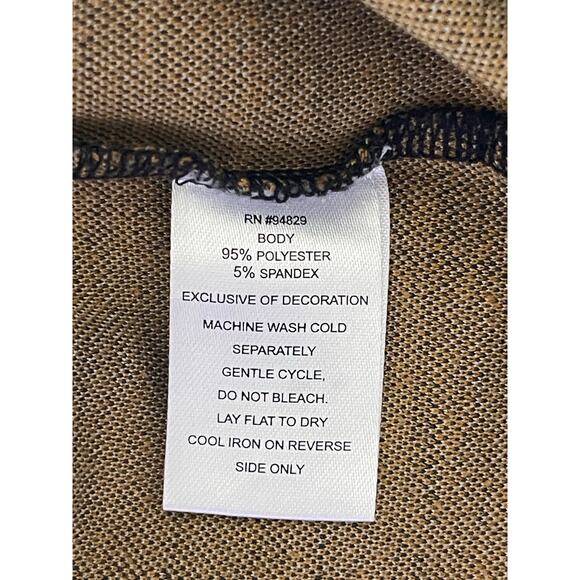 RN #94829
BODY
95% POLYESTER
5% SPANDEX
EXCLUSIVE OF DECORATION
MACHINE WASH COLD
SEPARATELY
GENTLE CYCLE,
DO NOT BLEACH.
LAY FLAT TO DRY
COOL IRON ON REVERSE
SIDE ONLY